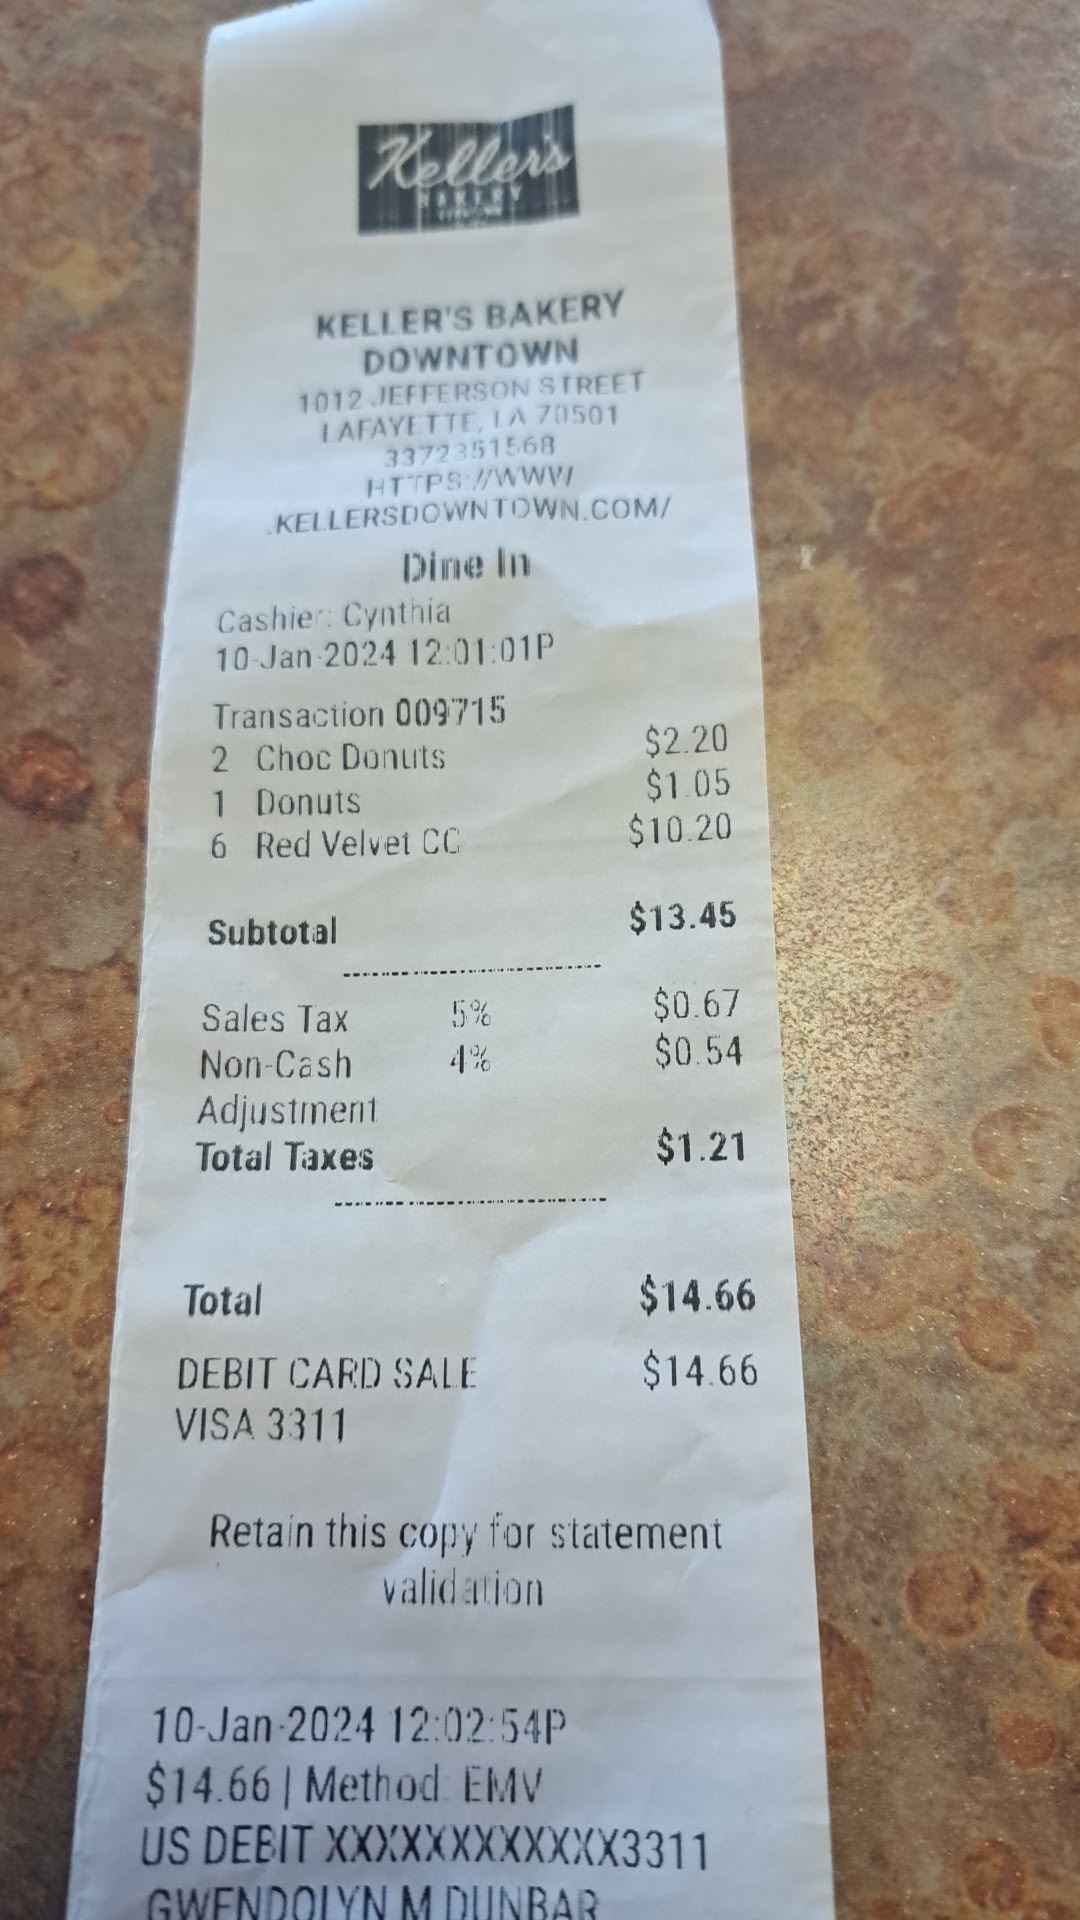 Keller's
BAKERY
KELLER'S BAKERY
DOWNTOWN
1012 JEFFERSON STREET
LAFAYETTE, LA 70501
3372351568
HTTPS://WWW
.KELLERSDOWNTOWN.COM/
Dine In
Cashier: Cynthia
10-Jan-2024 12:01:01P
Transaction 009715
2 Choc Donuts $2.20
1 Donuts $1.05
6 Red Velvet CC $10.20
Subtotal $13.45
Sales Tax 5% $0.67
Non-Cash 4% $0.54
Adjustment
Total Taxes $1.21
Total $14.66
DEBIT CARD SALE $14.66
VISA 3311
Retain this copy for statement
validation
10-Jan-2024 12:02:54P
$14.66 | Method: EMV
US DEBIT XXXXXXXXXXXX3311
GWENDOLYN M DUNBAR